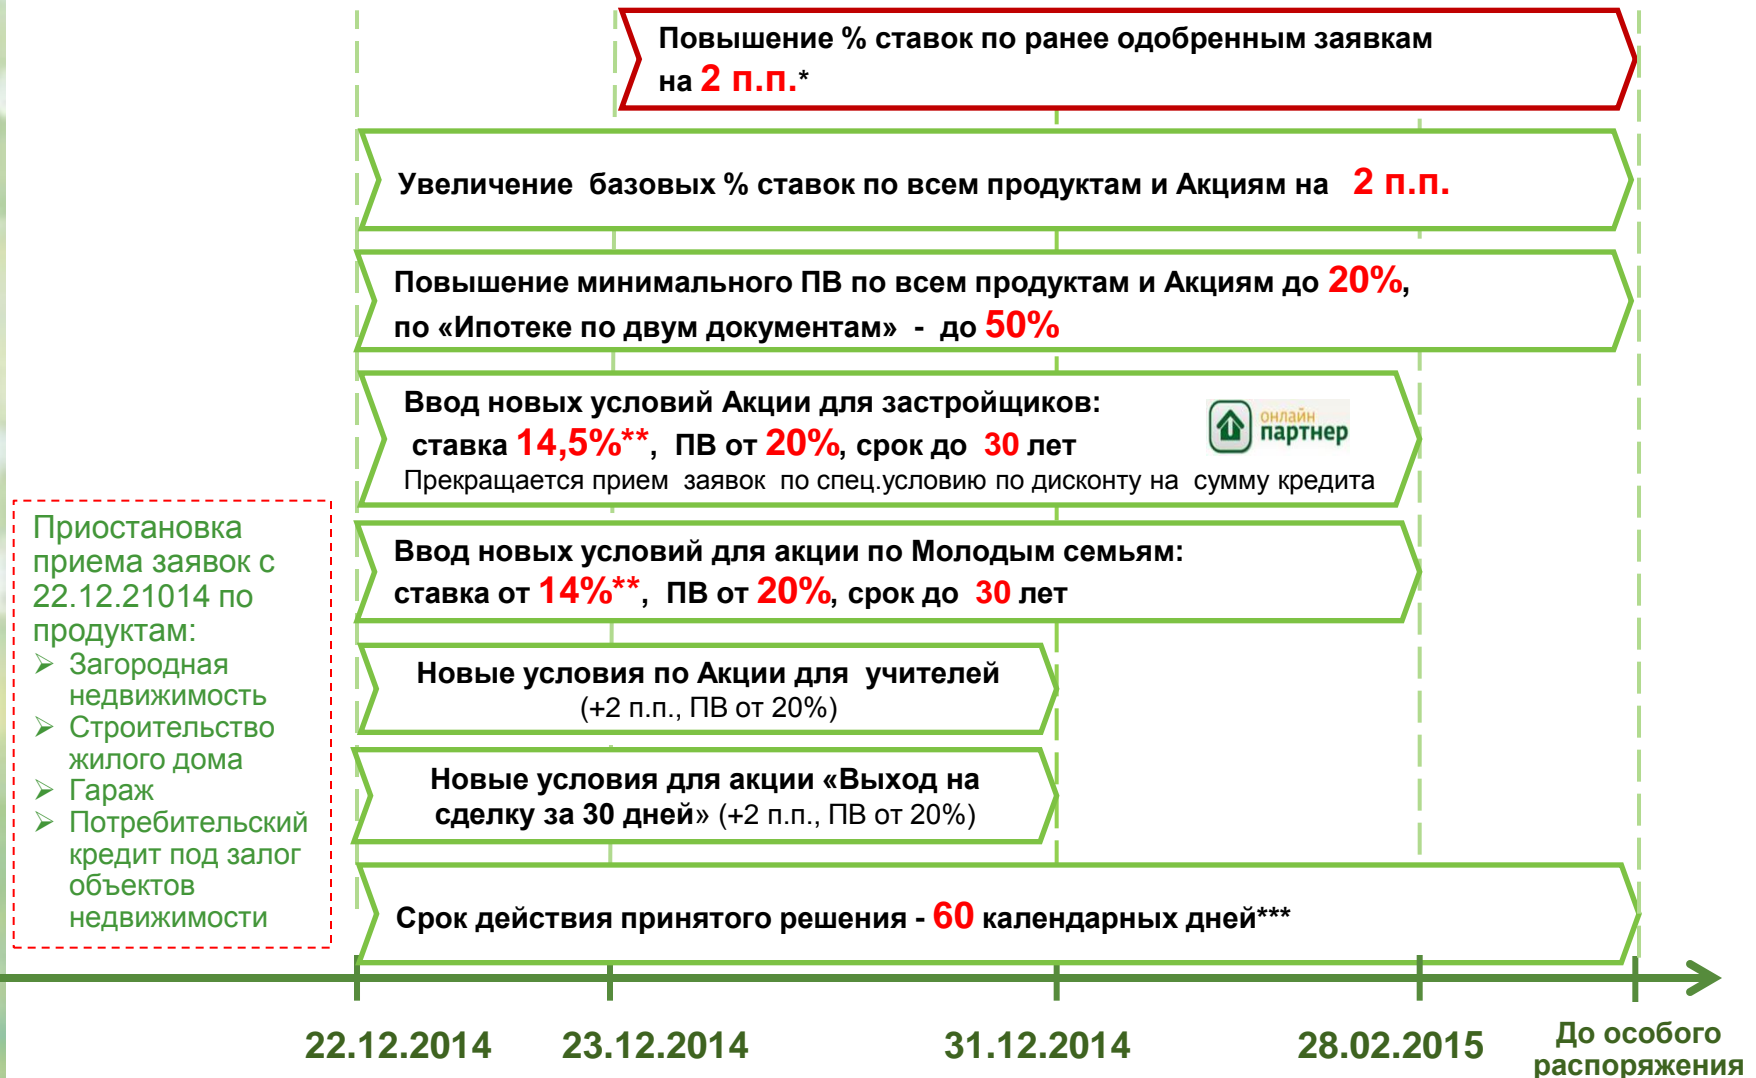 Повышение % ставок по ранее одобренным заявкам
на 2 п.п.*
Увеличение базовых % ставок по всем продуктам и Акциям на 2 п.п.
Повышение минимального ПВ по всем продуктам и Акциям до 20%,
по «Ипотеке по двум документам» - до 50%
Ввод новых условий Акции для застройщиков:
ставка 14,5%**, ПВ от 20%, срок до 30 лет
Прекращается прием заявок по спец.условию по дисконту на сумму кредита
онлайн
партнер
Ввод новых условий для акции по Молодым семьям:
ставка от 14%**, ПВ от 20%, срок до 30 лет
Новые условия по Акции для учителей
(+2 п.п., ПВ от 20%)
Новые условия для акции «Выход на
сделку за 30 дней» (+2 п.п., ПВ от 20%)
Срок действия принятого решения - 60 календарных дней***
Приостановка
приема заявок с
22.12.21014 по
продуктам:
➢ Загородная
недвижимость
➢ Строительство
жилого дома
➢ Гараж
➢ Потребительский
кредит под залог
объектов
недвижимости
22.12.2014
23.12.2014
31.12.2014
28.02.2015
До особого
распоряжения